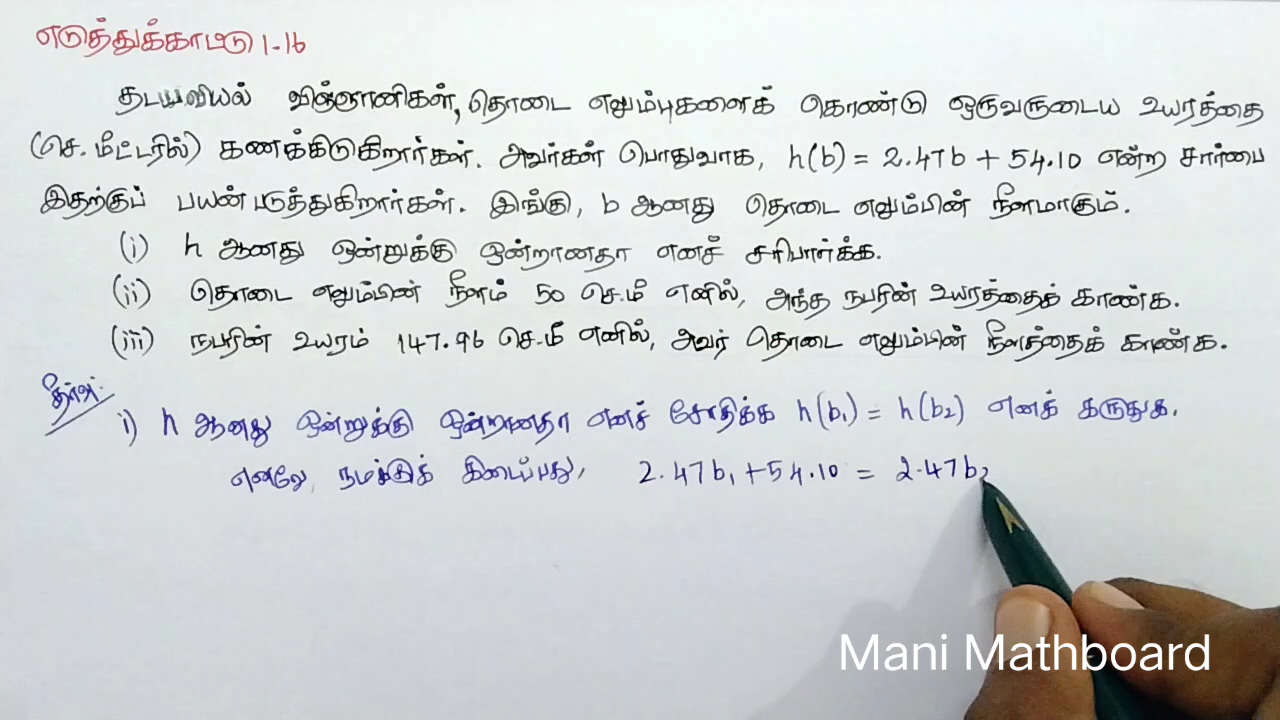 எடுத்துக்காட்டு 1.16
தடயவியல் விஞ்ஞானிகள், தொடை எலும்புகளைக் கொண்டு ஒருவருடைய உயரத்தை
(செ.மீட்டரில்) கணக்கிடுகிறார்கள். அவர்கள் பொதுவாக, h(b) = 2.47b + 54.10 என்ற சார்பை
இதற்குப் பயன்படுத்துகிறார்கள். இங்கு, b ஆனது தொடை எலும்பின் நீளமாகும்.
(i) h ஆனது ஒன்றுக்கு ஒன்றானதா எனச் சரிபார்க்க.
(ii) தொடை எலும்பின் நீளம் 50 செ.மீ எனில், அந்த நபரின் உயரத்தைக் காண்க.
(iii) நபரின் உயரம் 147.96 செ.மீ எனில், அவர் தொடை எலும்பின் நீளத்தைக் காண்க.
தீர்வு:
i) h ஆனது ஒன்றுக்கு ஒன்றானதா எனச் சோதிக்க h(b₁) = h(b₂) எனக் கருதுக.
எனவே, நமக்குக் கிடைப்பது, 2.47b₁ + 54.10 = 2.47b₂
Mani Mathboard